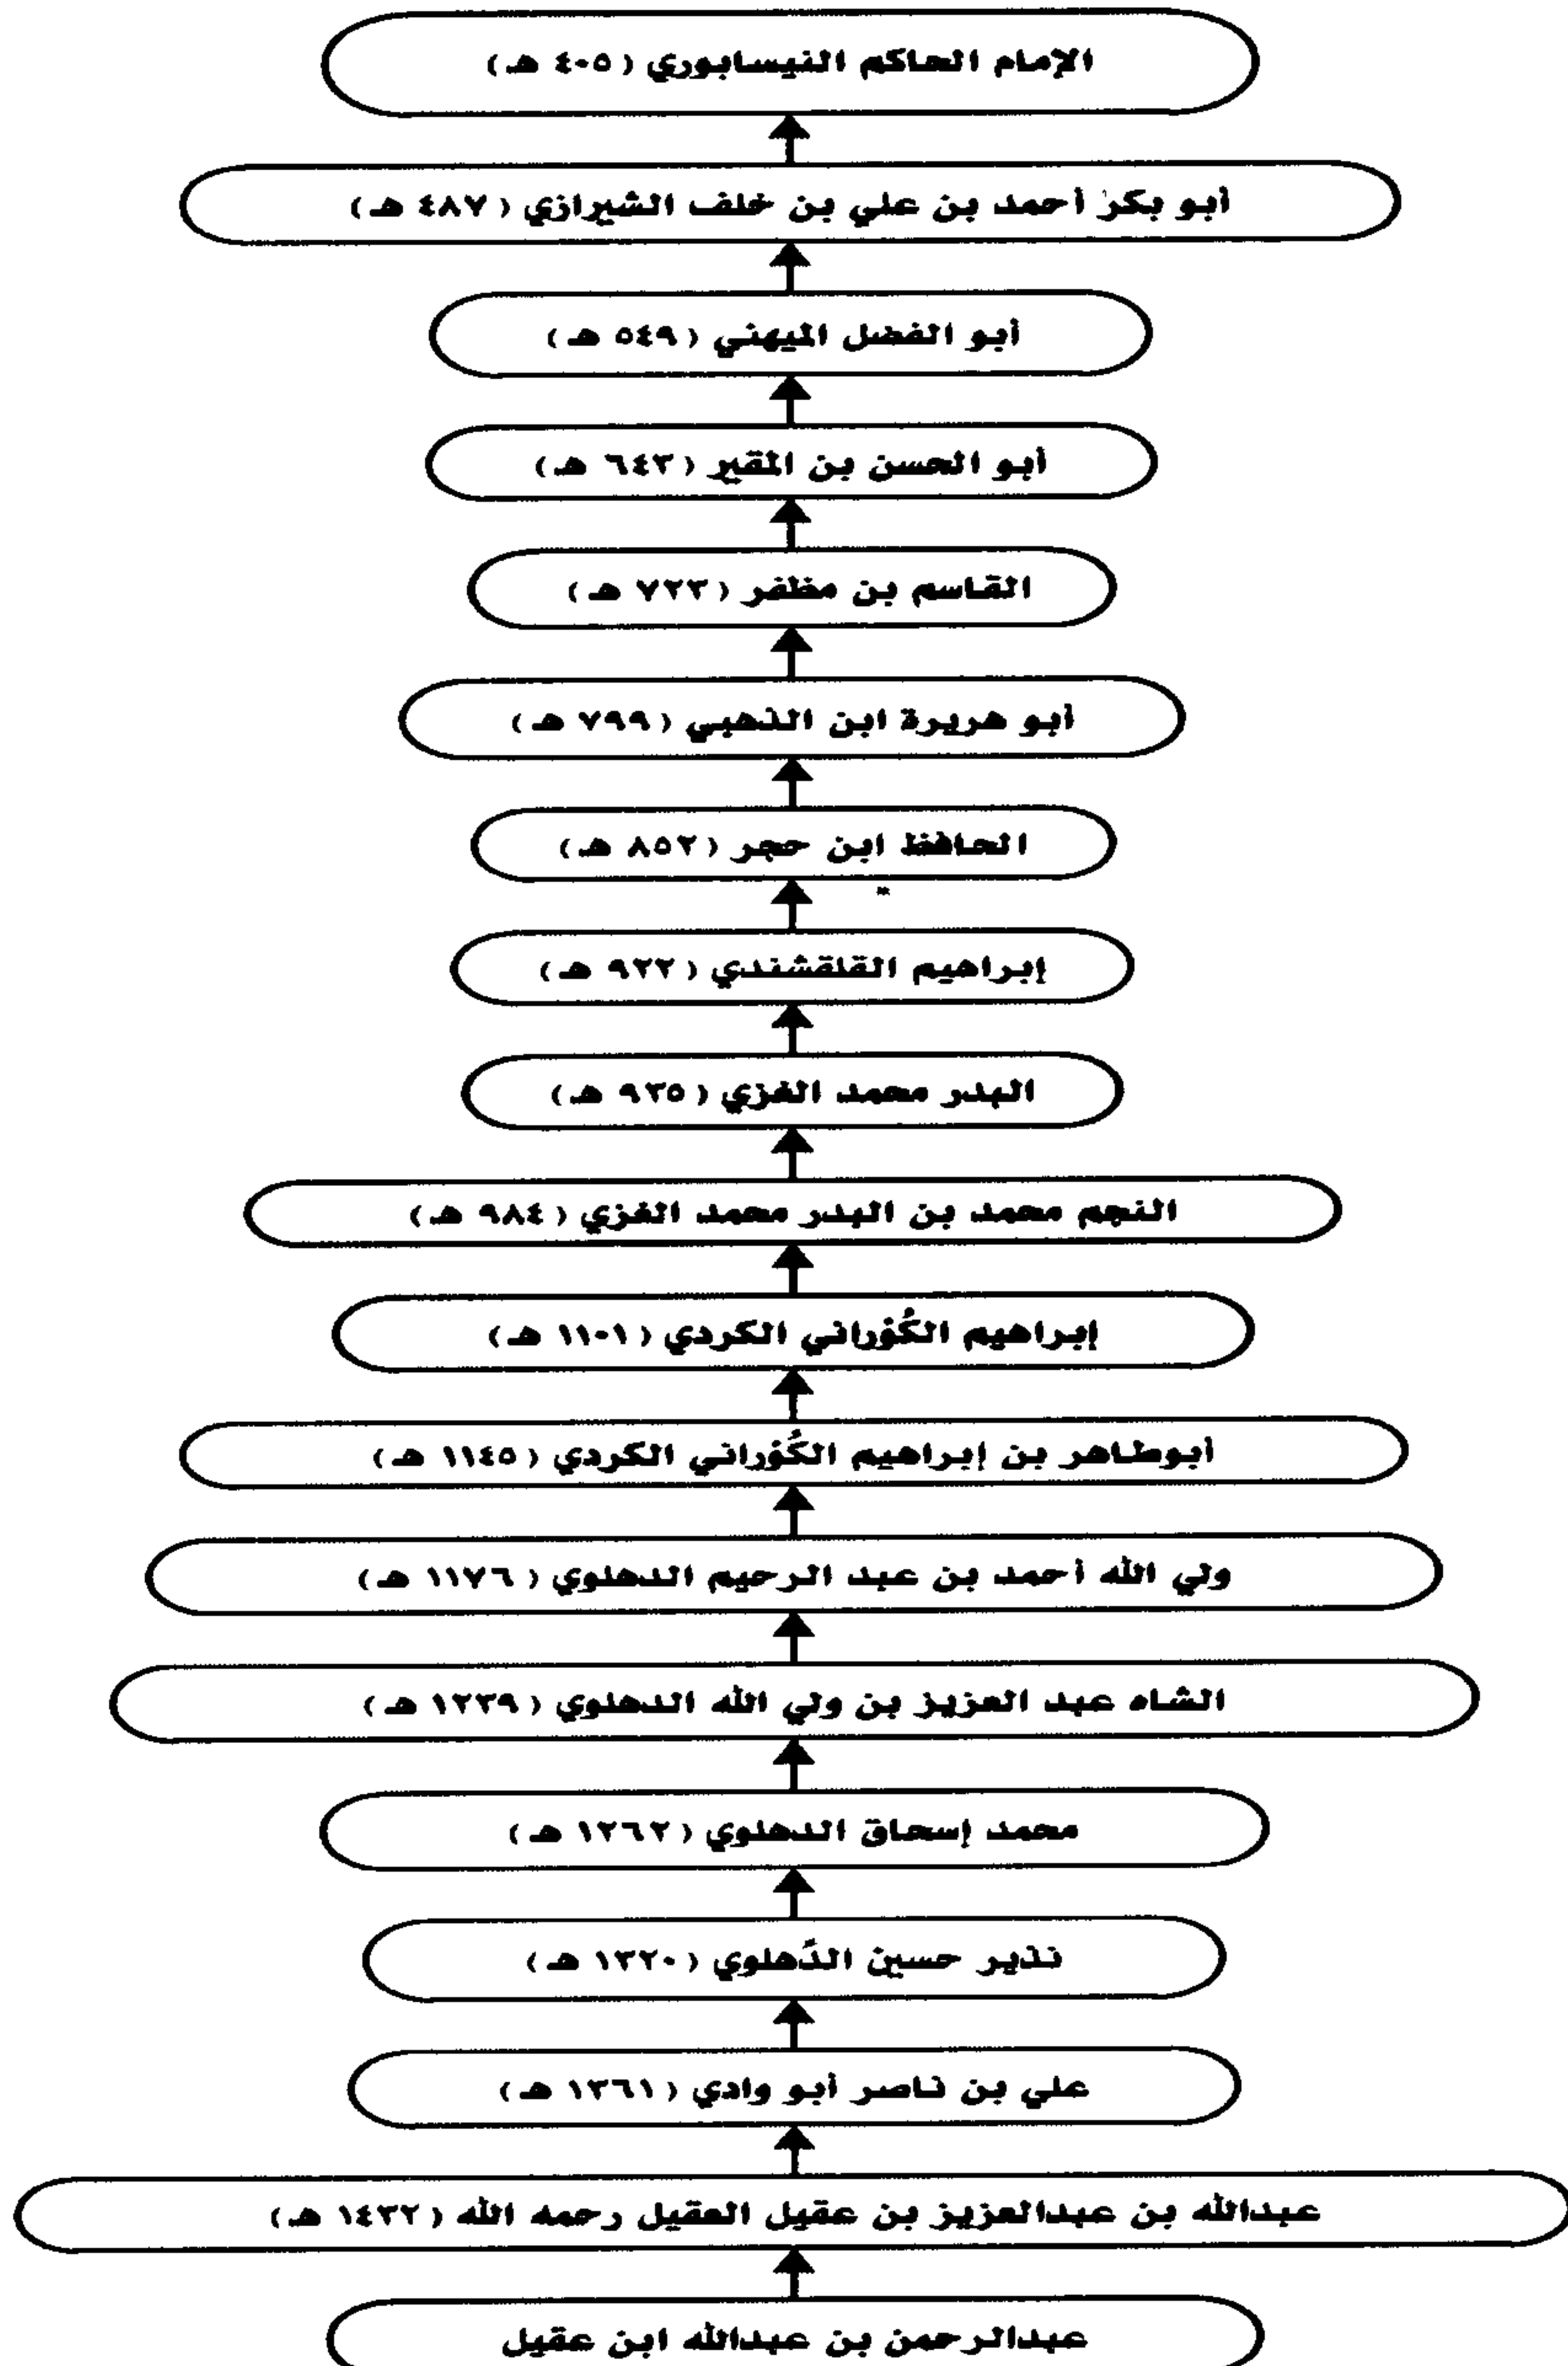 الإمام الحاكم النيسابوري (٤٠٥ هـ)
أبو بكر أحمد بن علي بن خلف الشيرازي (٤٨٧ هـ)
أبو الفضل الميهني (٥٤٩ هـ)
أبو الحسن بن المقير (٦٤٣ هـ)
القاسم بن مظفر (٧٢٣ هـ)
أبو هريرة ابن الذهبي (٧٩٩ هـ)
الحافظ ابن حجر (٨٥٢ هـ)
إبراهيم القلقشندي (٩٢٢ هـ)
البدر محمد الغزي (٩٣٥ هـ)
النجم محمد بن البدر محمد الغزي (٩٨٤ هـ)
إبراهيم الكُوْراني الكردي (١١٠١ هـ)
أبوطاهر بن إبراهيم الكُوْراني الكردي (١١٤٥ هـ)
ولي الله أحمد بن عبد الرحيم الدهلوي (١١٧٦ هـ)
الشاه عبد العزيز بن ولي الله الدهلوي (١٢٣٩ هـ)
محمد إسحاق الدهلوي (١٢٦٢ هـ)
نذير حسين الدِّهلوي (١٣٢٠ هـ)
علي بن ناصر أبو وادي (١٣٦١ هـ)
عبدالله بن عبدالعزيز بن عقيل العقيل رحمه الله (١٤٣٢ هـ)
عبدالرحمن بن عبدالله ابن عقيل